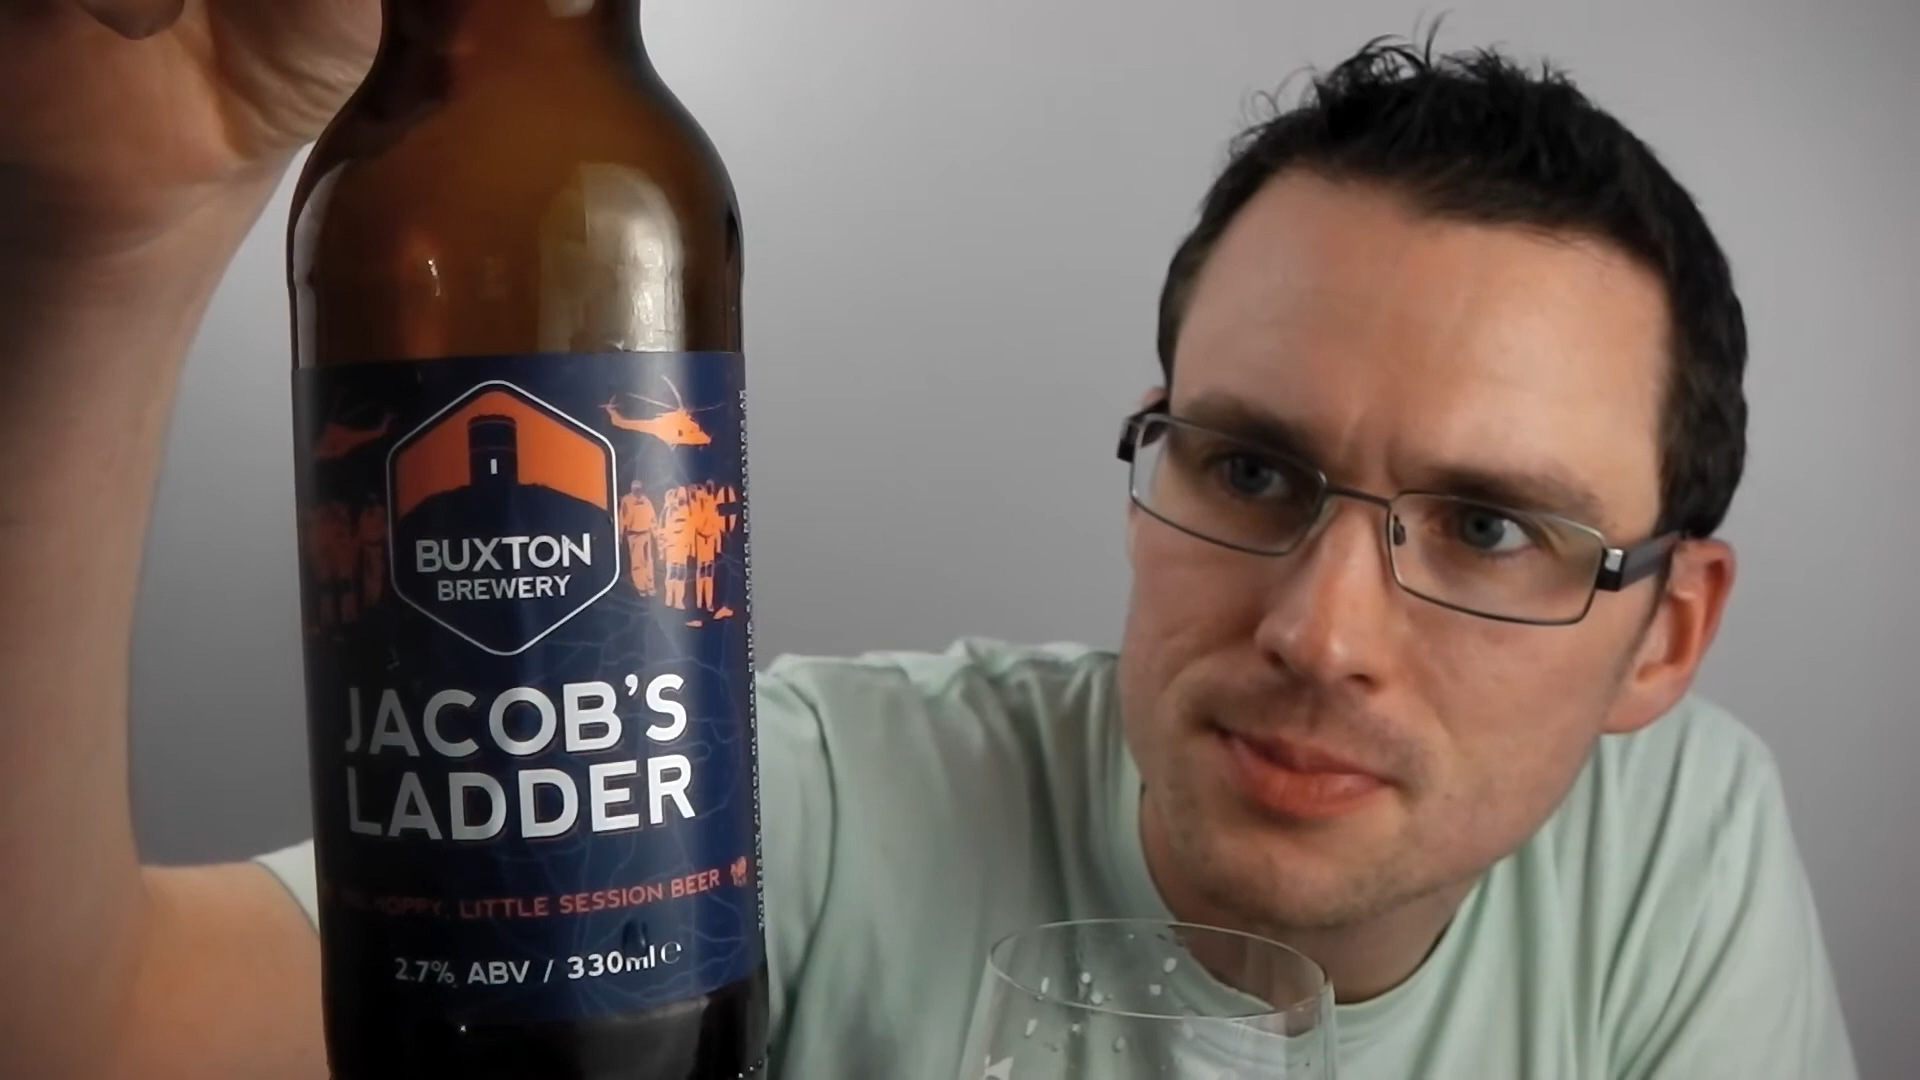 BUXTON
BREWERY
JACOB'S
LADDER
HOPPY, LITTLE SESSION BEER
2.7% ABV / 330ml e